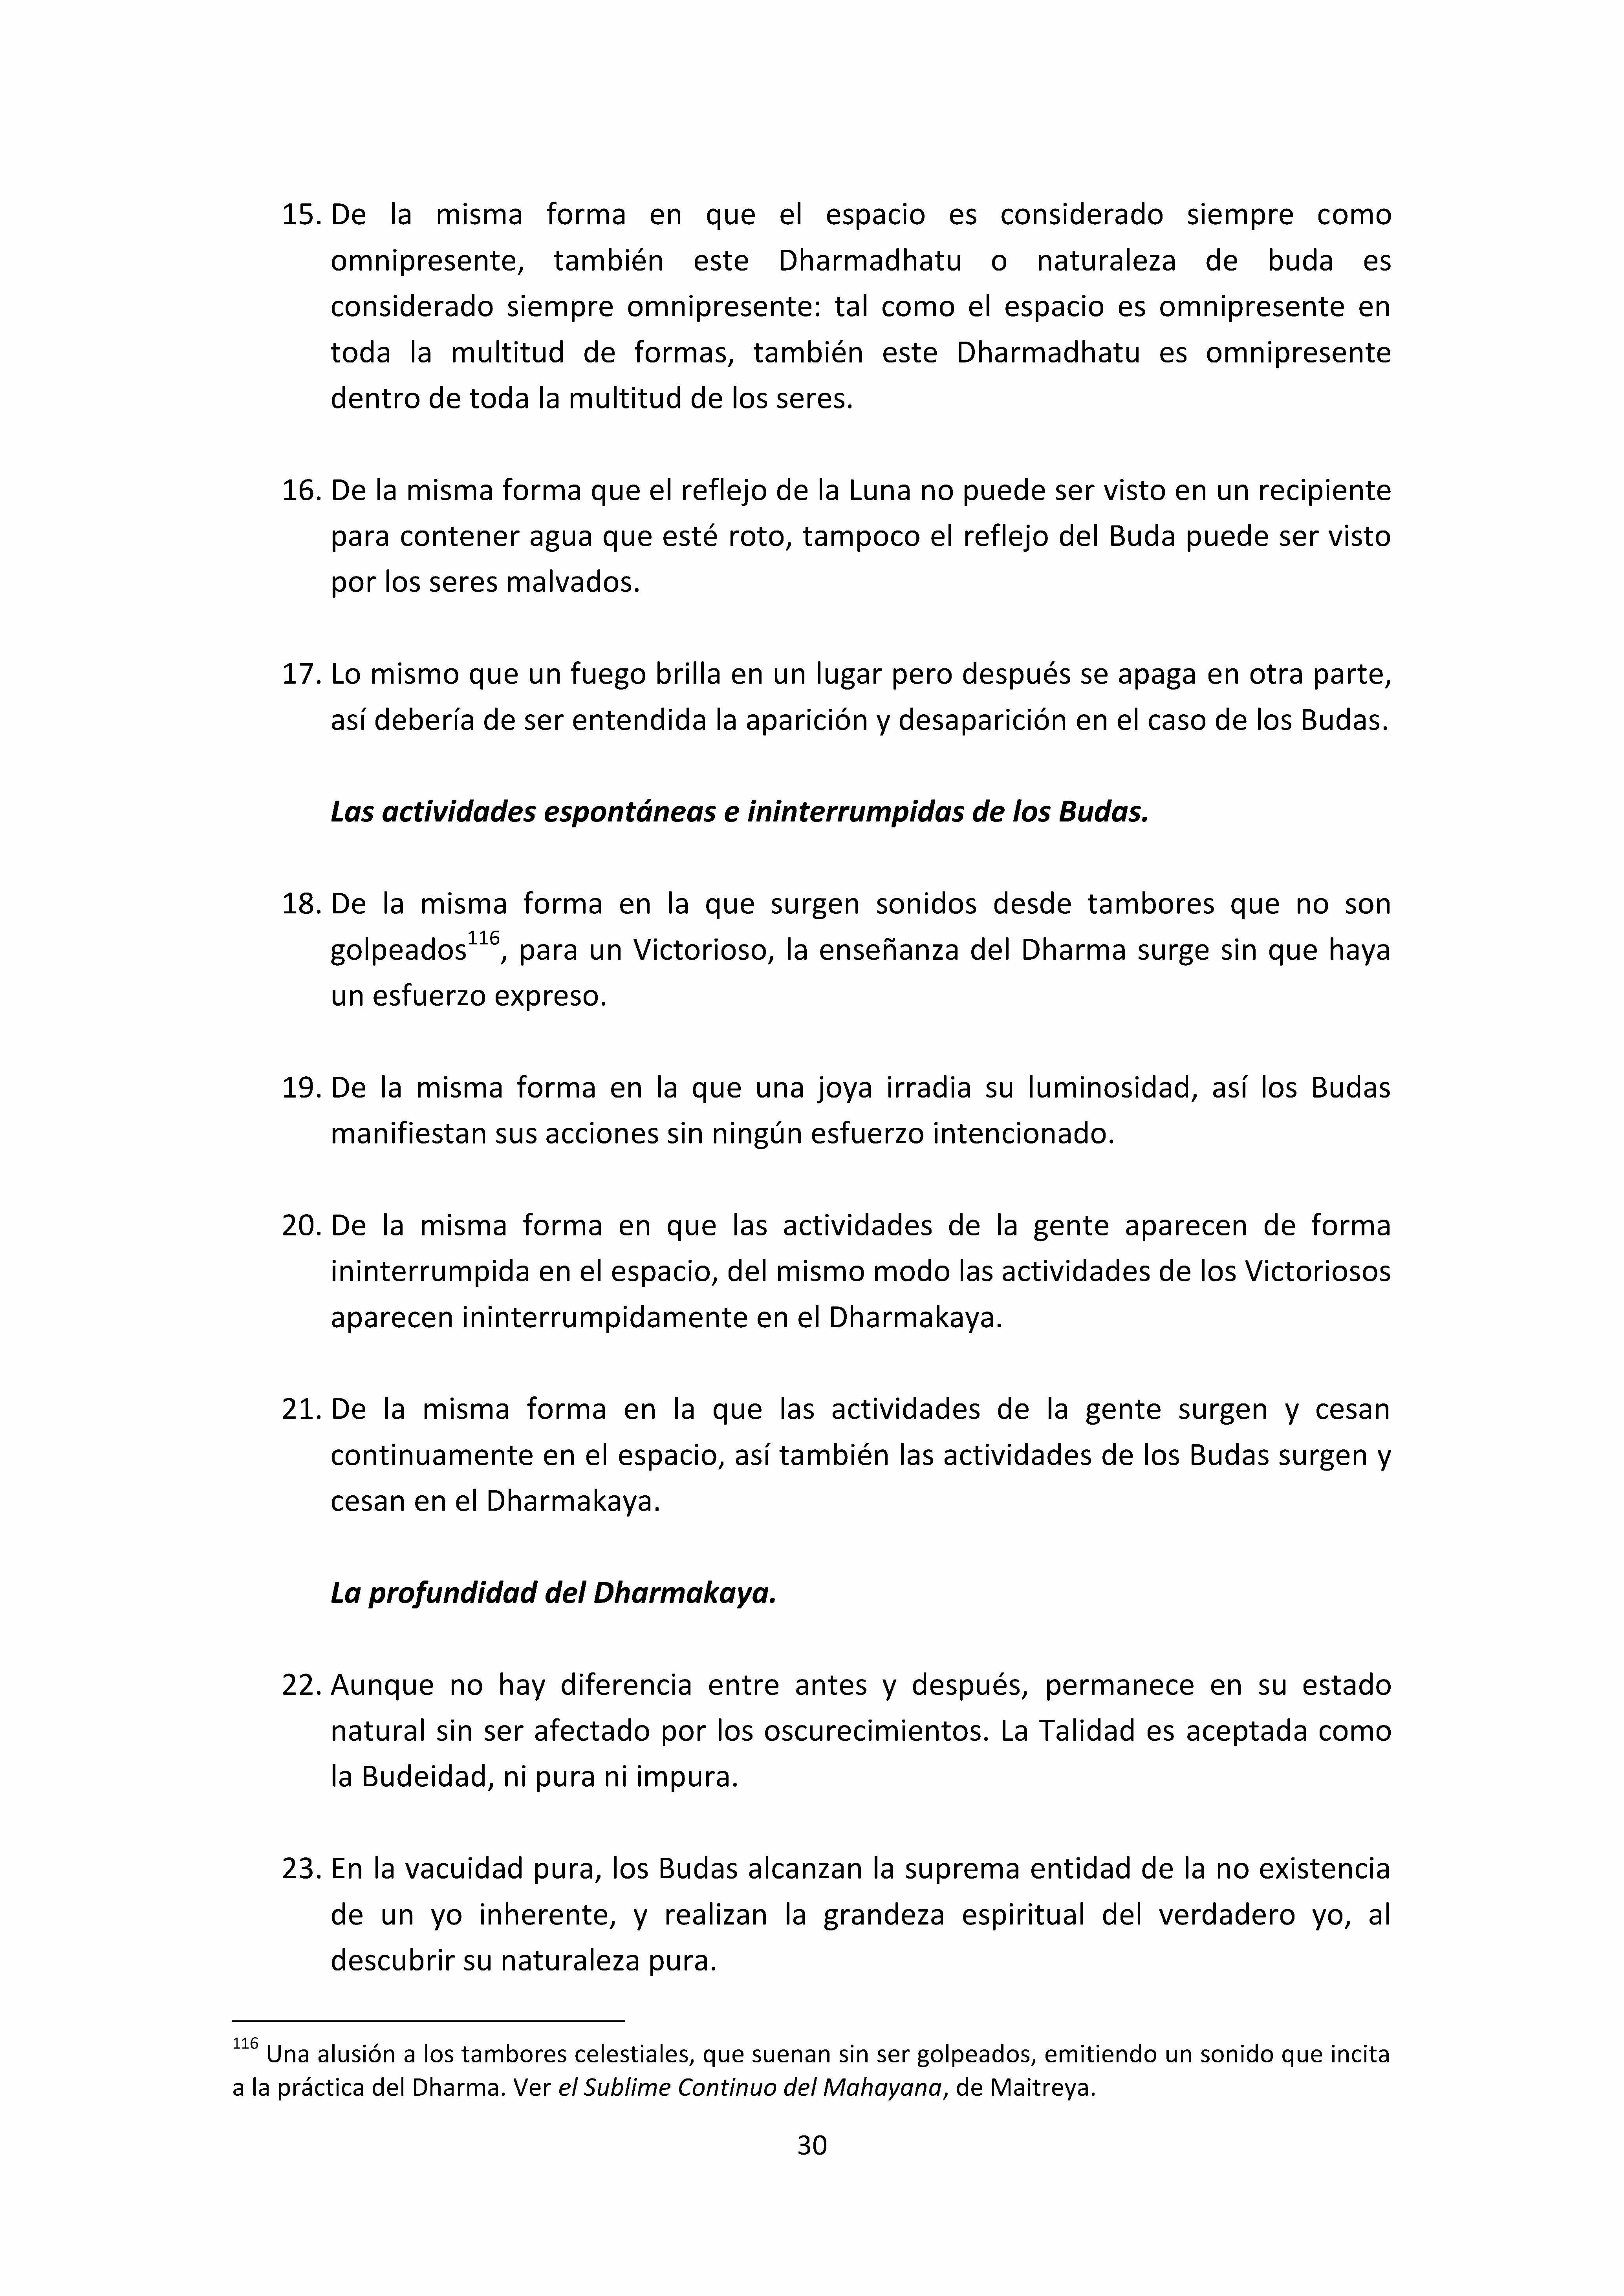 15. De la misma forma en que el espacio es considerado siempre como
omnipresente, también este Dharmadhatu o naturaleza de buda es
considerado siempre omnipresente: tal como el espacio es omnipresente en
toda la multitud de formas, también este Dharmadhatu es omnipresente
dentro de toda la multitud de los seres.
16. De la misma forma que el reflejo de la Luna no puede ser visto en un recipiente
para contener agua que esté roto, tampoco el reflejo del Buda puede ser visto
por los seres malvados.
17. Lo mismo que un fuego brilla en un lugar pero después se apaga en otra parte,
así debería de ser entendida la aparición y desaparición en el caso de los Budas.
Las actividades espontáneas e ininterrumpidas de los Budas.
18. De la misma forma en la que surgen sonidos desde tambores que no son
golpeados116, para un Victorioso, la enseñanza del Dharma surge sin que haya
un esfuerzo expreso.
19. De la misma forma en la que una joya irradia su luminosidad, así los Budas
manifiestan sus acciones sin ningún esfuerzo intencionado.
20. De la misma forma en que las actividades de la gente aparecen de forma
ininterrumpida en el espacio, del mismo modo las actividades de los Victoriosos
aparecen ininterrumpidamente en el Dharmakaya.
21. De la misma forma en la que las actividades de la gente surgen y cesan
continuamente en el espacio, así también las actividades de los Budas surgen y
cesan en el Dharmakaya.
La profundidad del Dharmakaya.
22. Aunque no hay diferencia entre antes y después, permanece en su estado
natural sin ser afectado por los oscurecimientos. La Talidad es aceptada como
la Budeidad, ni pura ni impura.
23. En la vacuidad pura, los Budas alcanzan la suprema entidad de la no existencia
de un yo inherente, y realizan la grandeza espiritual del verdadero yo, al
descubrir su naturaleza pura.
116 Una alusión a los tambores celestiales, que suenan sin ser golpeados, emitiendo un sonido que incita
a la práctica del Dharma. Ver el Sublime Continuo del Mahayana, de Maitreya.
30